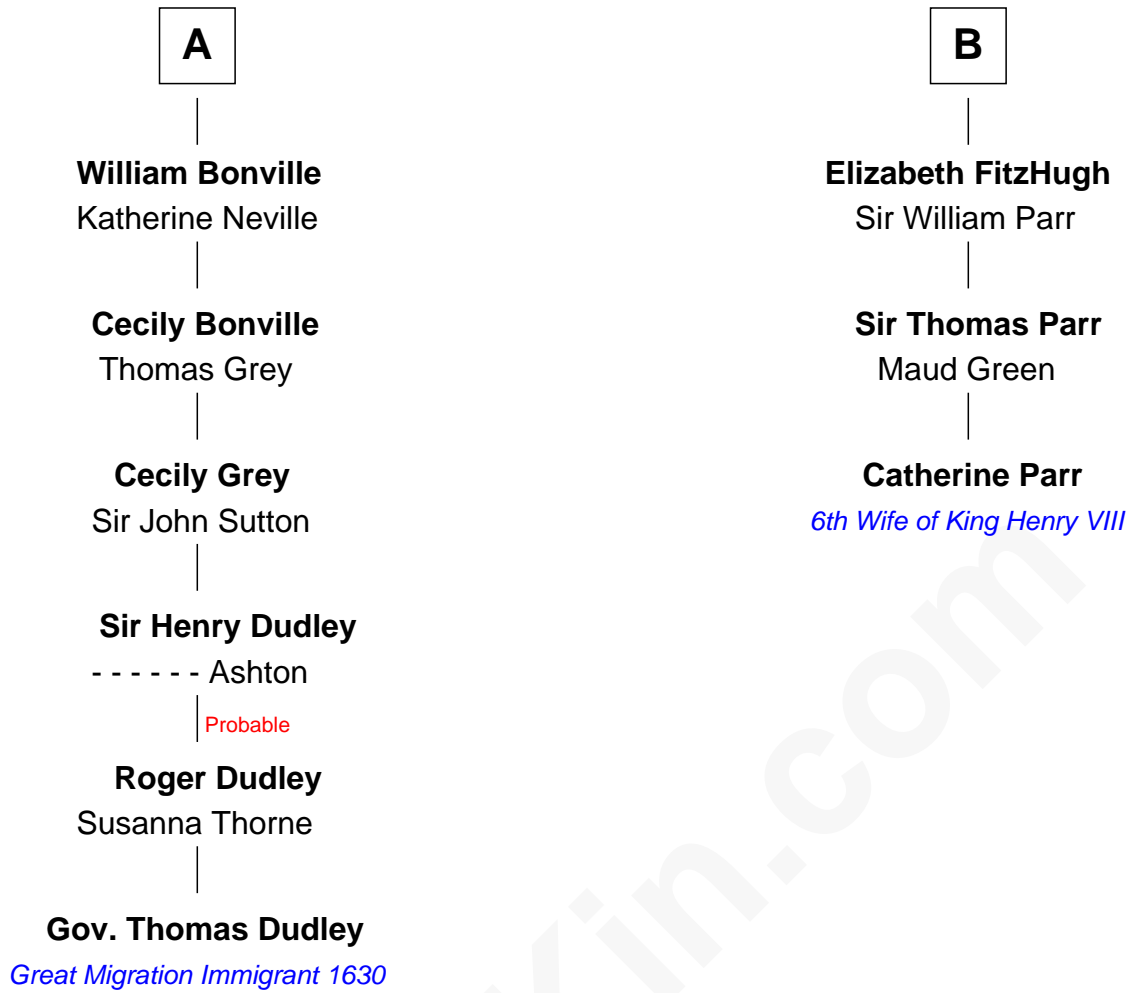 A
William Bonville
Katherine Neville
Cecily Bonville
Thomas Grey
Cecily Grey
Sir John Sutton
Sir Henry Dudley
- - - - - - Ashton
Probable
Roger Dudley
Susanna Thorne
Gov. Thomas Dudley
Great Migration Immigrant 1630
B
Elizabeth FitzHugh
Sir William Parr
Sir Thomas Parr
Maud Green
Catherine Parr
6th Wife of King Henry VIII
Kin.com